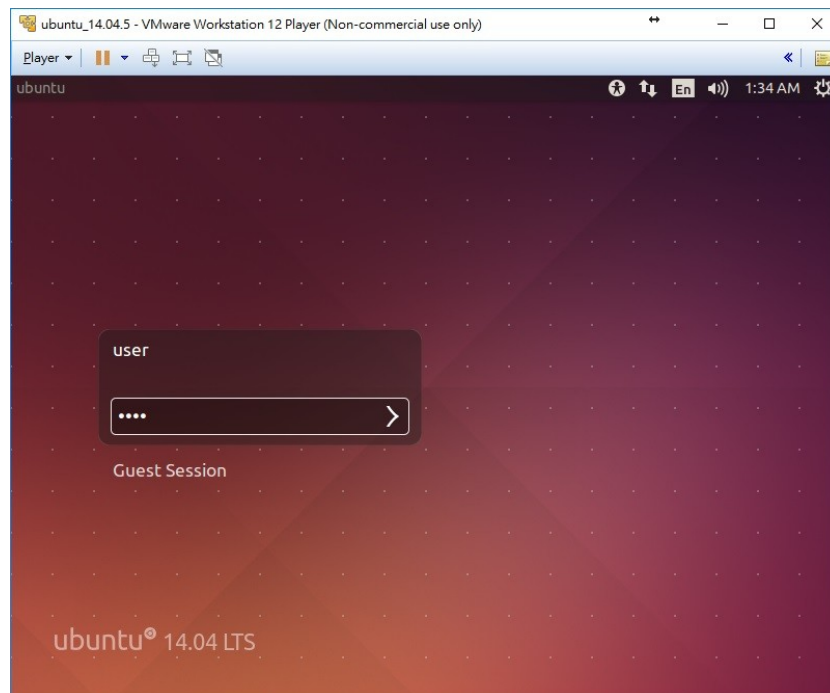 ubuntu_14.04.5 - VMware Workstation 12 Player (Non-commercial use only)
Player
ubuntu En 1:34 AM
user
••••
Guest Session
ubuntu® 14.04 LTS